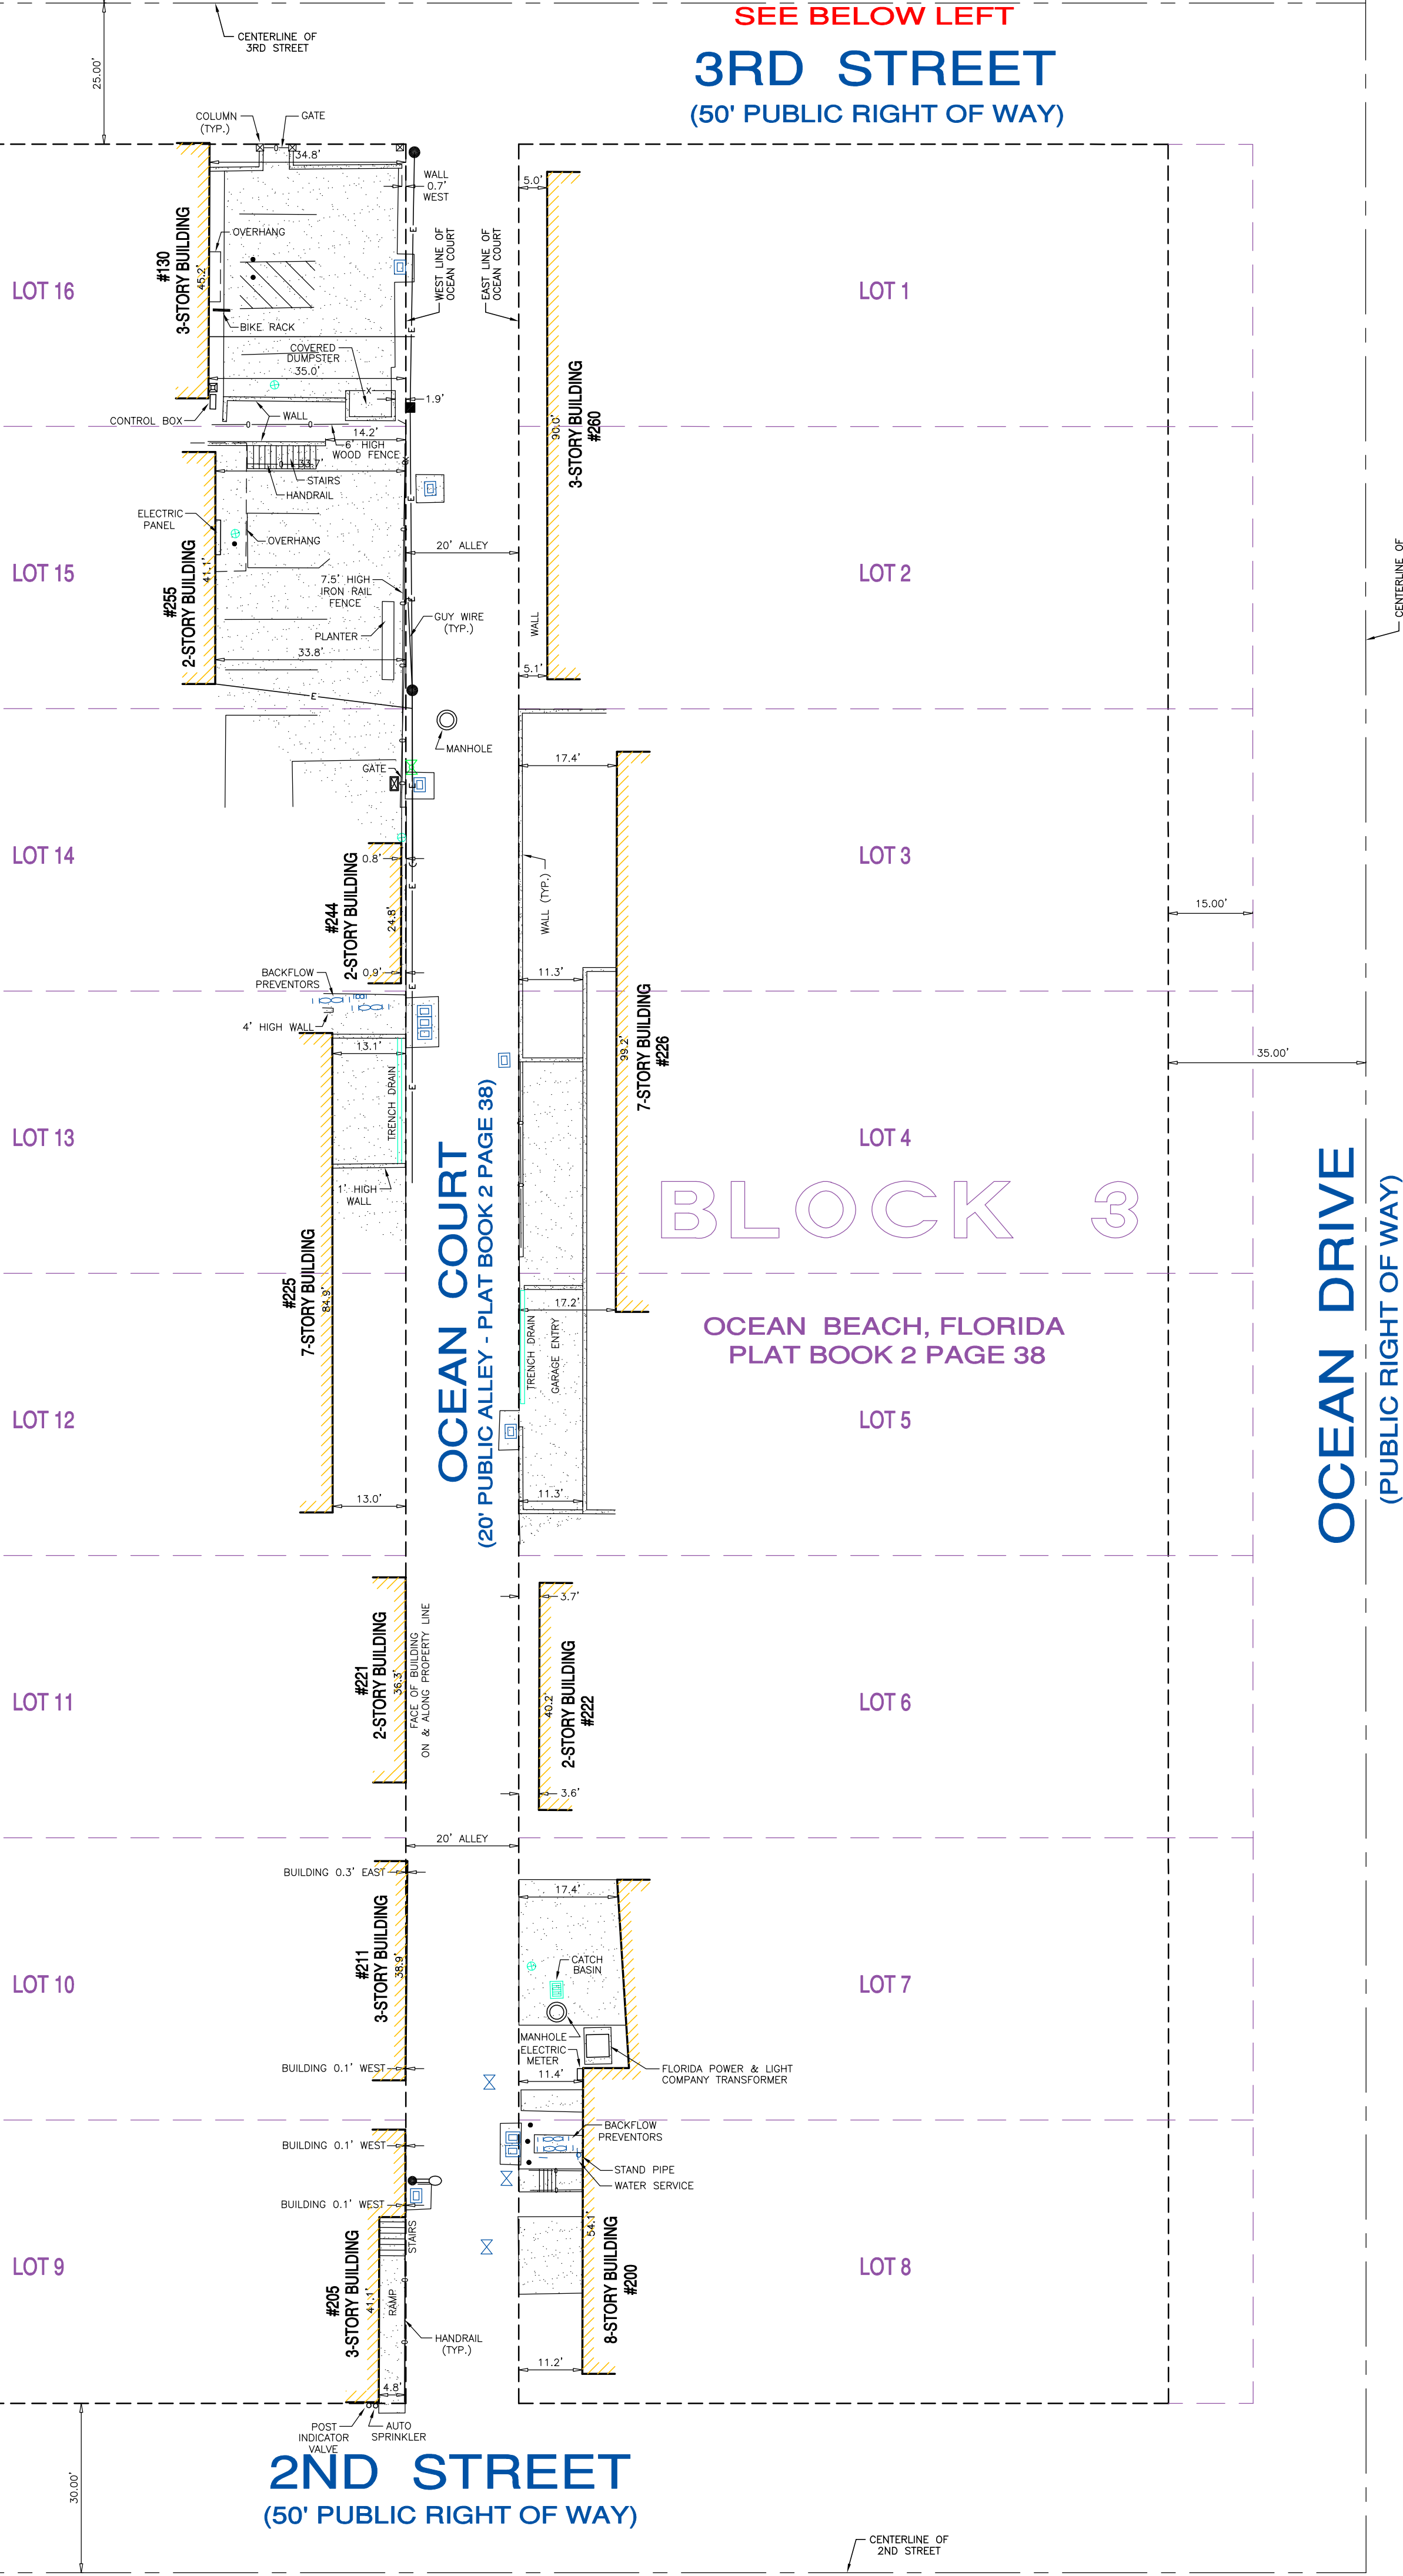 SEE BELOW LEFT
CENTERLINE OF
3RD STREET
3RD STREET
(50' PUBLIC RIGHT OF WAY)
25.00'
COLUMN
(TYP.)
GATE
34.8'
WALL
0.7'
WEST
5.0'
#130
3-STORY BUILDING
45.2'
OVERHANG
E
WEST LINE OF
OCEAN COURT
EAST LINE OF
OCEAN COURT
LOT 16
LOT 1
BIKE RACK
E
COVERED
DUMPSTER
35.0'
X
1.9'
CONTROL BOX
WALL
14.2'
6' HIGH
WOOD FENCE
33.7'
STAIRS
HANDRAIL
E
3-STORY BUILDING
#260
90.0'
ELECTRIC
PANEL
OVERHANG
20' ALLEY
CENTERLINE OF
LOT 15
#255
2-STORY BUILDING
41.1'
7.5' HIGH
IRON RAIL
FENCE
E
LOT 2
PLANTER
GUY WIRE
(TYP.)
WALL
33.8'
5.1'
E
MANHOLE
17.4'
GATE
E
LOT 14
#244
2-STORY BUILDING
0.8'
24.8'
E
LOT 3
WALL (TYP.)
15.00'
0.9'
BACKFLOW
PREVENTORS
E
11.3'
4' HIGH WALL
13.1'
TRENCH DRAIN
E
7-STORY BUILDING
#226
99.2'
35.00'
LOT 13
LOT 4
1' HIGH
WALL
BLOCK 3
#225
7-STORY BUILDING
84.9'
OCEAN COURT
(20' PUBLIC ALLEY - PLAT BOOK 2 PAGE 38)
17.2'
TRENCH DRAIN
GARAGE ENTRY
OCEAN BEACH, FLORIDA
PLAT BOOK 2 PAGE 38
OCEAN DRIVE
(PUBLIC RIGHT OF WAY)
LOT 12
LOT 5
13.0'
11.3'
3.7'
#221
2-STORY BUILDING
36.3'
FACE OF BUILDING
ON & ALONG PROPERTY LINE
40.2'
2-STORY BUILDING
#222
LOT 11
LOT 6
3.6'
20' ALLEY
BUILDING 0.3' EAST
17.4'
#211
3-STORY BUILDING
38.9'
CATCH
BASIN
LOT 10
LOT 7
MANHOLE
ELECTRIC
METER
BUILDING 0.1' WEST
11.4'
FLORIDA POWER & LIGHT
COMPANY TRANSFORMER
BUILDING 0.1' WEST
BACKFLOW
PREVENTORS
STAND PIPE
WATER SERVICE
BUILDING 0.1' WEST
STAIRS
54.1'
8-STORY BUILDING
#200
LOT 9
LOT 8
#205
3-STORY BUILDING
41.1'
RAMP
HANDRAIL
(TYP.)
11.2'
4.8'
POST
INDICATOR
VALVE
AUTO
SPRINKLER
2ND STREET
(50' PUBLIC RIGHT OF WAY)
30.00'
CENTERLINE OF
2ND STREET